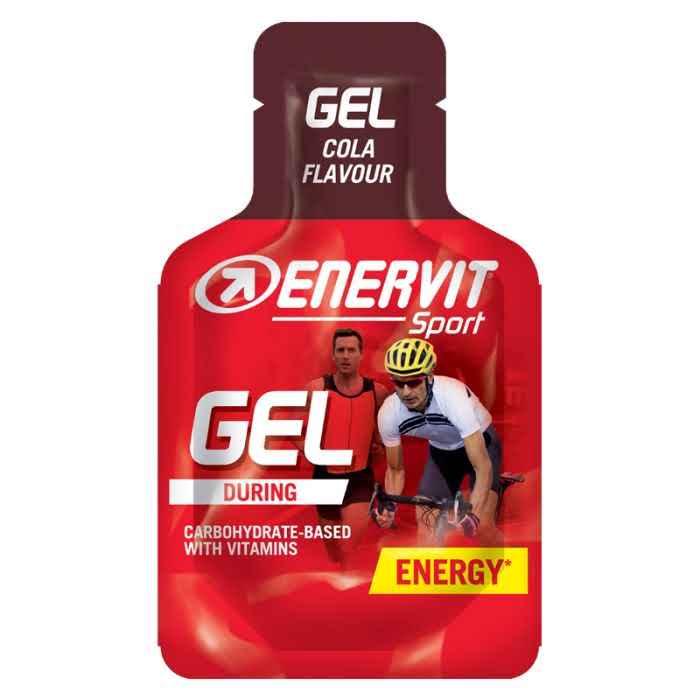 GEL
COLA
FLAVOUR
ENERVIT
Sport
GEL
DURING
CARBOHYDRATE-BASED
WITH VITAMINS
ENERGY*